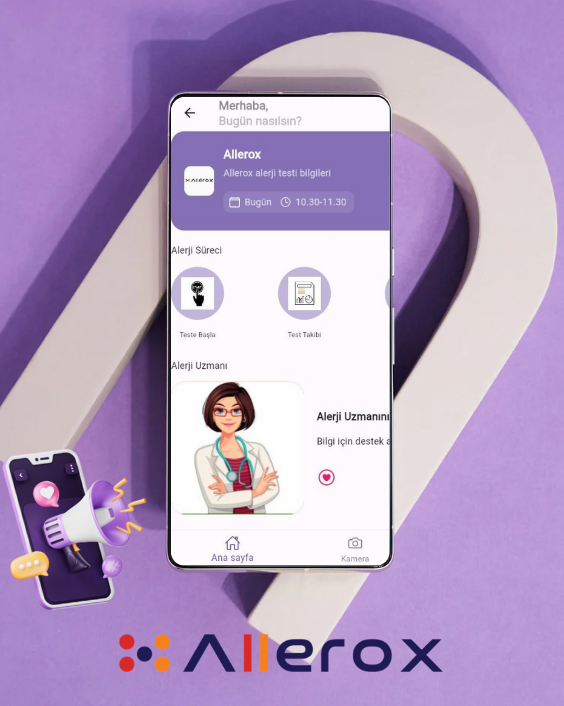 Merhaba,
Bugün nasılsın?
Allerox
Allerox alerji testi bilgileri
Allerox
Bugün 10.30-11.30
Alerji Süreci
Teste Başla
Test Takibi
Alerji Uzmanı
Alerji Uzmanını
Bilgi için destek a
Ana sayfa
Kamera
Allerox